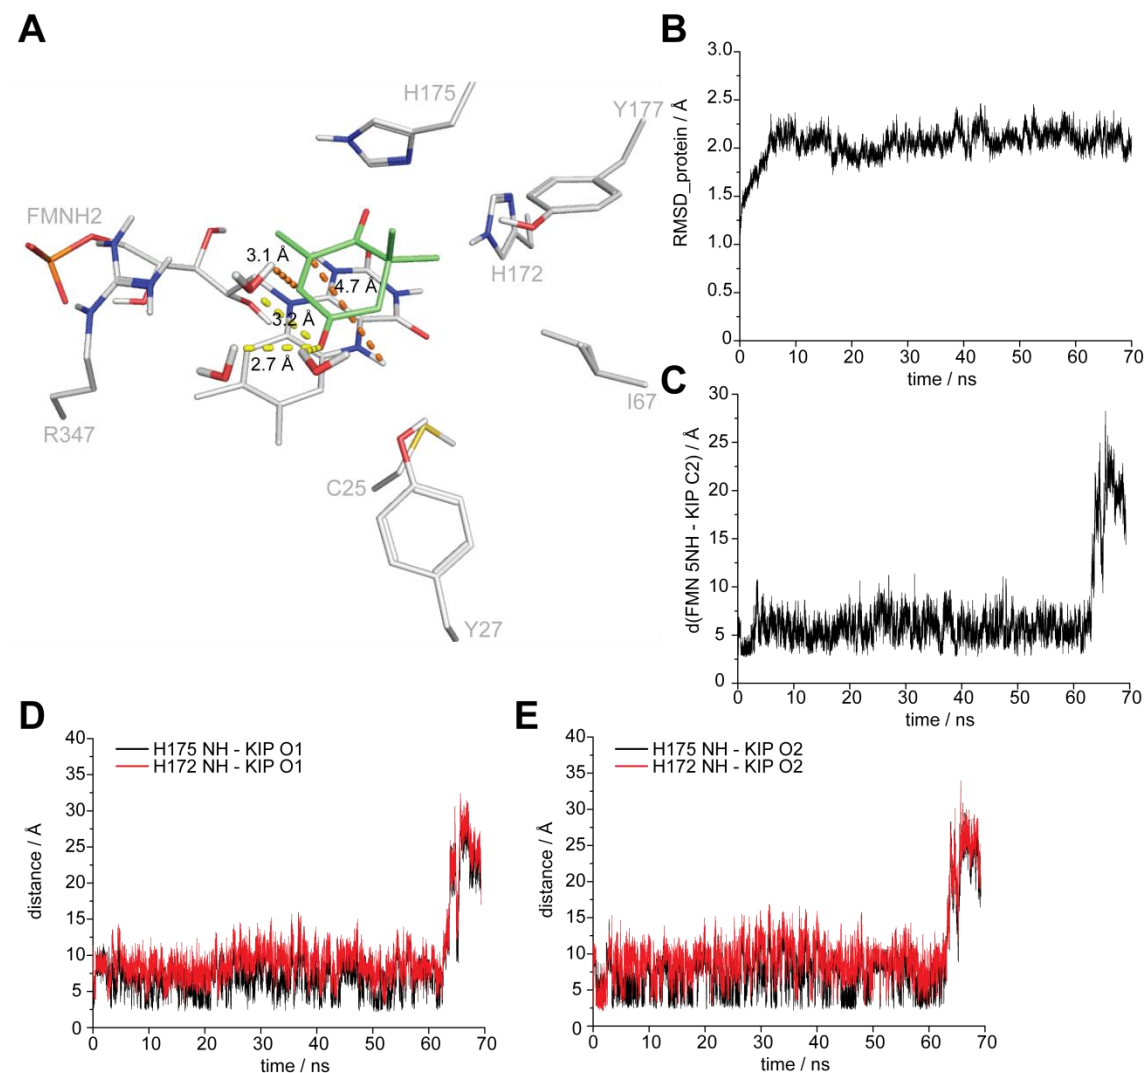 A
H175
Y177
FMNH2
3.1 Å
H172
4.7 Å
3.2 Å
2.7 Å
I67
R347
C25
Y27
B
3.0
2.5
2.0
1.5
1.0
0.5
0.0
RMSD_protein / Å
0 10 20 30 40 50 60 70
time / ns
C
30
25
20
15
10
5
0
d(FMN 5NH - KIP C2) / Å
0 10 20 30 40 50 60 70
time / ns
D
40
35
30
25
20
15
10
5
0
distance / Å
H175 NH - KIP O1
H172 NH - KIP O1
0 10 20 30 40 50 60 70
time / ns
E
40
35
30
25
20
15
10
5
0
distance / Å
H175 NH - KIP O2
H172 NH - KIP O2
0 10 20 30 40 50 60 70
time / ns